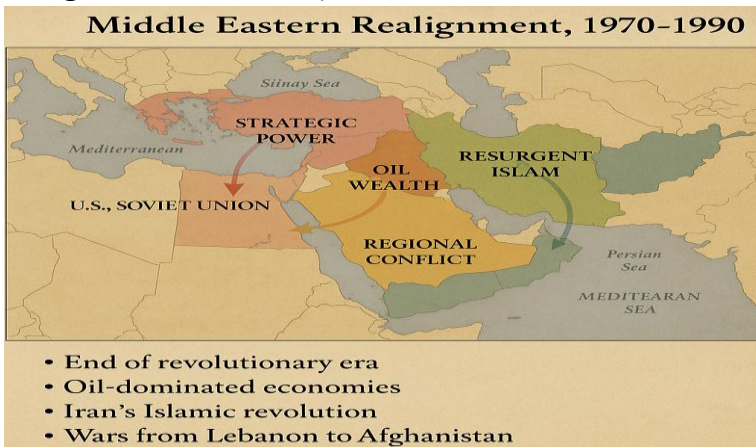 Middle Eastern Realignment, 1970–1990
Siinay Sea
STRATEGIC
POWER
Mediterranean
OIL
WEALTH
RESURGENT
ISLAM
U.S., SOVIET UNION
REGIONAL
CONFLICT
Persian
Sea
MEDITEARAN
SEA
• End of revolutionary era
• Oil-dominated economies
• Iran’s Islamic revolution
• Wars from Lebanon to Afghanistan